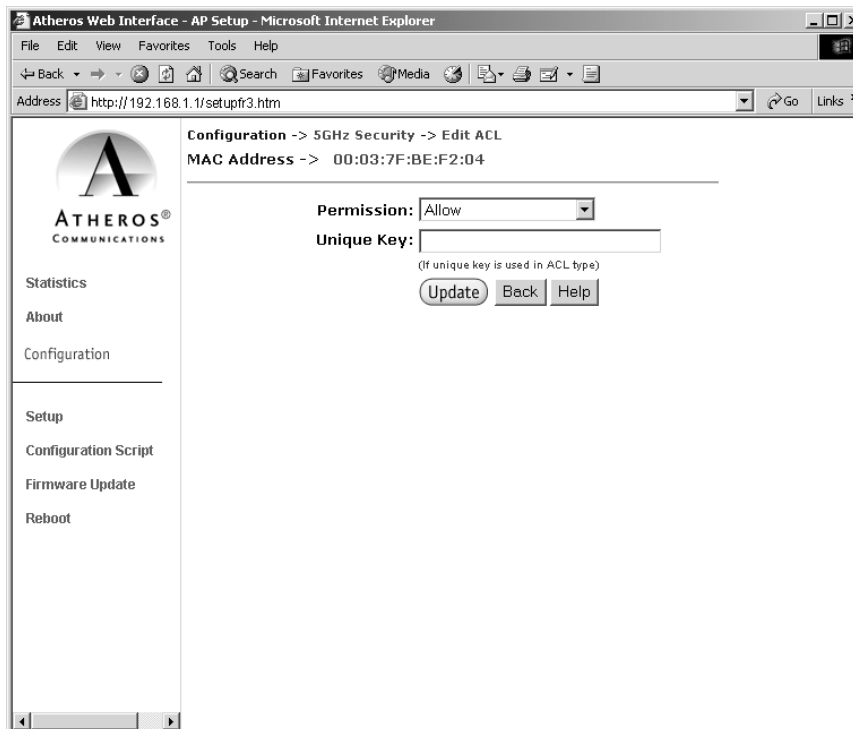 Atheros Web Interface - AP Setup - Microsoft Internet Explorer
File Edit View Favorites Tools Help
Back Search Favorites Media
Address http://192.168.1.1/setupfr3.htm Go Links
Configuration -> 5GHz Security -> Edit ACL
MAC Address -> 00:03:7F:BE:F2:04
ATHEROS®
COMMUNICATIONS
Statistics
About
Configuration
Setup
Configuration Script
Firmware Update
Reboot
Permission: Allow
Unique Key:
(If unique key is used in ACL type)
Update Back Help